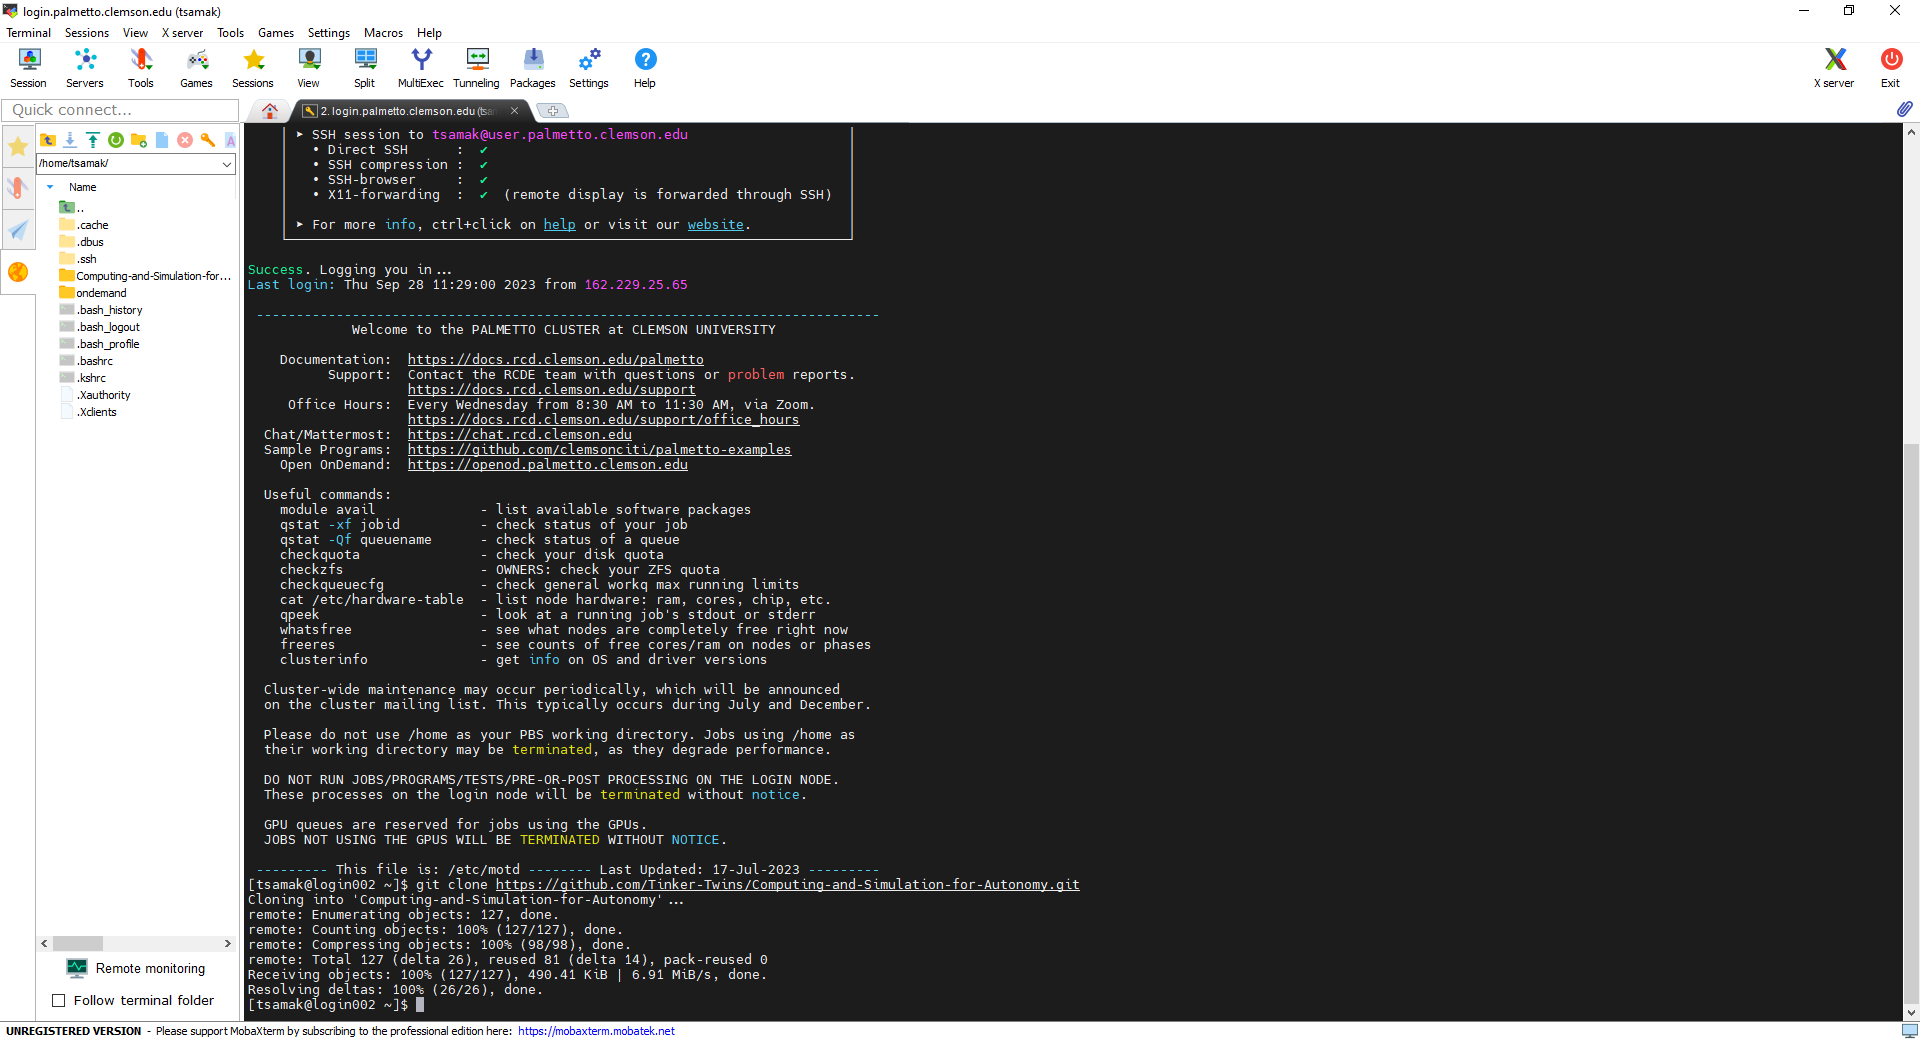 login.palmetto.clemson.edu (tsamak)
Terminal Sessions View X server Tools Games Settings Macros Help
Session Servers Tools Games Sessions View Split MultiExec Tunneling Packages Settings Help X server Exit
Quick connect...
2. login.palmetto.clemson.edu (tsa
/home/tsamak/
Name
..
.cache
.dbus
.ssh
Computing-and-Simulation-for...
ondemand
.bash_history
.bash_logout
.bash_profile
.bashrc
.kshrc
.Xauthority
.Xclients
Remote monitoring
Follow terminal folder
➤ SSH session to tsamak@user.palmetto.clemson.edu
• Direct SSH : ✔
• SSH compression : ✔
• SSH-browser : ✔
• X11-forwarding : ✔ (remote display is forwarded through SSH)
➤ For more info, ctrl+click on help or visit our website.
Success. Logging you in...
Last login: Thu Sep 28 11:29:00 2023 from 162.229.25.65
------------------------------------------------------------------------------
Welcome to the PALMETTO CLUSTER at CLEMSON UNIVERSITY
Documentation: https://docs.rcd.clemson.edu/palmetto
Support: Contact the RCDE team with questions or problem reports.
https://docs.rcd.clemson.edu/support
Office Hours: Every Wednesday from 8:30 AM to 11:30 AM, via Zoom.
https://docs.rcd.clemson.edu/support/office_hours
Chat/Mattermost: https://chat.rcd.clemson.edu
Sample Programs: https://github.com/clemsonciti/palmetto-examples
Open OnDemand: https://openod.palmetto.clemson.edu
Useful commands:
module avail - list available software packages
qstat -xf jobid - check status of your job
qstat -Qf queuename - check status of a queue
checkquota - check your disk quota
checkzfs - OWNERS: check your ZFS quota
checkqueuecfg - check general workq max running limits
cat /etc/hardware-table - list node hardware: ram, cores, chip, etc.
qpeek - look at a running job's stdout or stderr
whatsfree - see what nodes are completely free right now
freeres - see counts of free cores/ram on nodes or phases
clusterinfo - get info on OS and driver versions
Cluster-wide maintenance may occur periodically, which will be announced
on the cluster mailing list. This typically occurs during July and December.
Please do not use /home as your PBS working directory. Jobs using /home as
their working directory may be terminated, as they degrade performance.
DO NOT RUN JOBS/PROGRAMS/TESTS/PRE-OR-POST PROCESSING ON THE LOGIN NODE.
These processes on the login node will be terminated without notice.
GPU queues are reserved for jobs using the GPUs.
JOBS NOT USING THE GPUS WILL BE TERMINATED WITHOUT NOTICE.
--------- This file is: /etc/motd -------- Last Updated: 17-Jul-2023 ---------
[tsamak@login002 ~]$ git clone https://github.com/Tinker-Twins/Computing-and-Simulation-for-Autonomy.git
Cloning into 'Computing-and-Simulation-for-Autonomy'...
remote: Enumerating objects: 127, done.
remote: Counting objects: 100% (127/127), done.
remote: Compressing objects: 100% (98/98), done.
remote: Total 127 (delta 26), reused 81 (delta 14), pack-reused 0
Receiving objects: 100% (127/127), 490.41 KiB | 6.91 MiB/s, done.
Resolving deltas: 100% (26/26), done.
[tsamak@login002 ~]$
UNREGISTERED VERSION - Please support MobaXterm by subscribing to the professional edition here: https://mobaxterm.mobatek.net